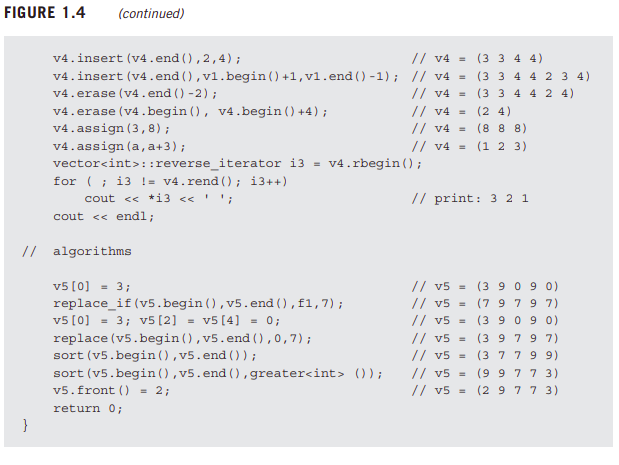 FIGURE 1.4 (continued)
v4.insert(v4.end(),2,4); // v4 = (3 3 4 4)
v4.insert(v4.end(),v1.begin()+1,v1.end()-1); // v4 = (3 3 4 4 2 3 4)
v4.erase(v4.end()-2); // v4 = (3 3 4 4 2 4)
v4.erase(v4.begin(), v4.begin()+4); // v4 = (2 4)
v4.assign(3,8); // v4 = (8 8 8)
v4.assign(a,a+3); // v4 = (1 2 3)
vector<int>::reverse_iterator i3 = v4.rbegin();
for ( ; i3 != v4.rend(); i3++)
cout << *i3 << ' '; // print: 3 2 1
cout << endl;
// algorithms
v5[0] = 3; // v5 = (3 9 0 9 0)
replace_if(v5.begin(),v5.end(),f1,7); // v5 = (7 9 7 9 7)
v5[0] = 3; v5[2] = v5[4] = 0; // v5 = (3 9 0 9 0)
replace(v5.begin(),v5.end(),0,7); // v5 = (3 9 7 9 7)
sort(v5.begin(),v5.end()); // v5 = (3 7 7 9 9)
sort(v5.begin(),v5.end(),greater<int> ()); // v5 = (9 9 7 7 3)
v5.front() = 2; // v5 = (2 9 7 7 3)
return 0;
}